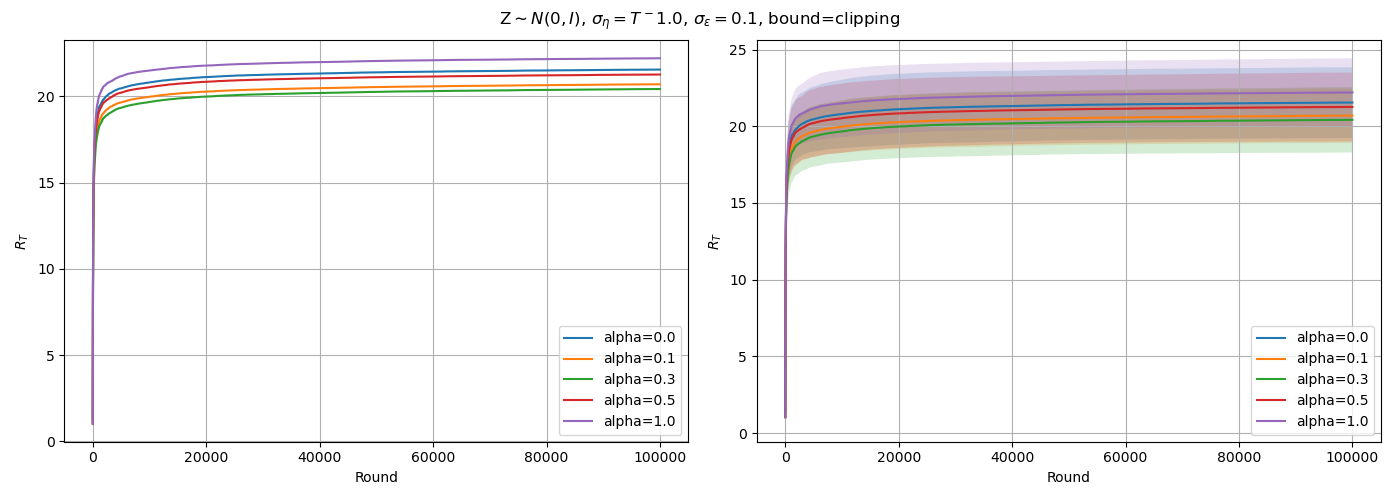 Z ~ N(0, I), σ_η = T⁻1.0, σ_ε = 0.1, bound=clipping
R_T
20
15
10
5
0
0 20000 40000 60000 80000 100000
Round
alpha=0.0
alpha=0.1
alpha=0.3
alpha=0.5
alpha=1.0
R_T
25
20
15
10
5
0
0 20000 40000 60000 80000 100000
Round
alpha=0.0
alpha=0.1
alpha=0.3
alpha=0.5
alpha=1.0